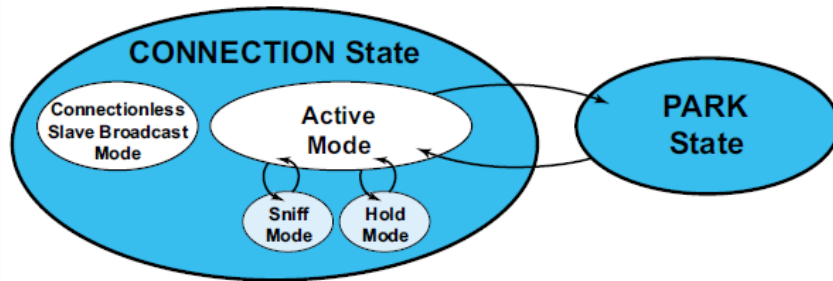 CONNECTION State
Connectionless
Slave Broadcast
Mode
Active
Mode
Sniff
Mode
Hold
Mode
PARK
State